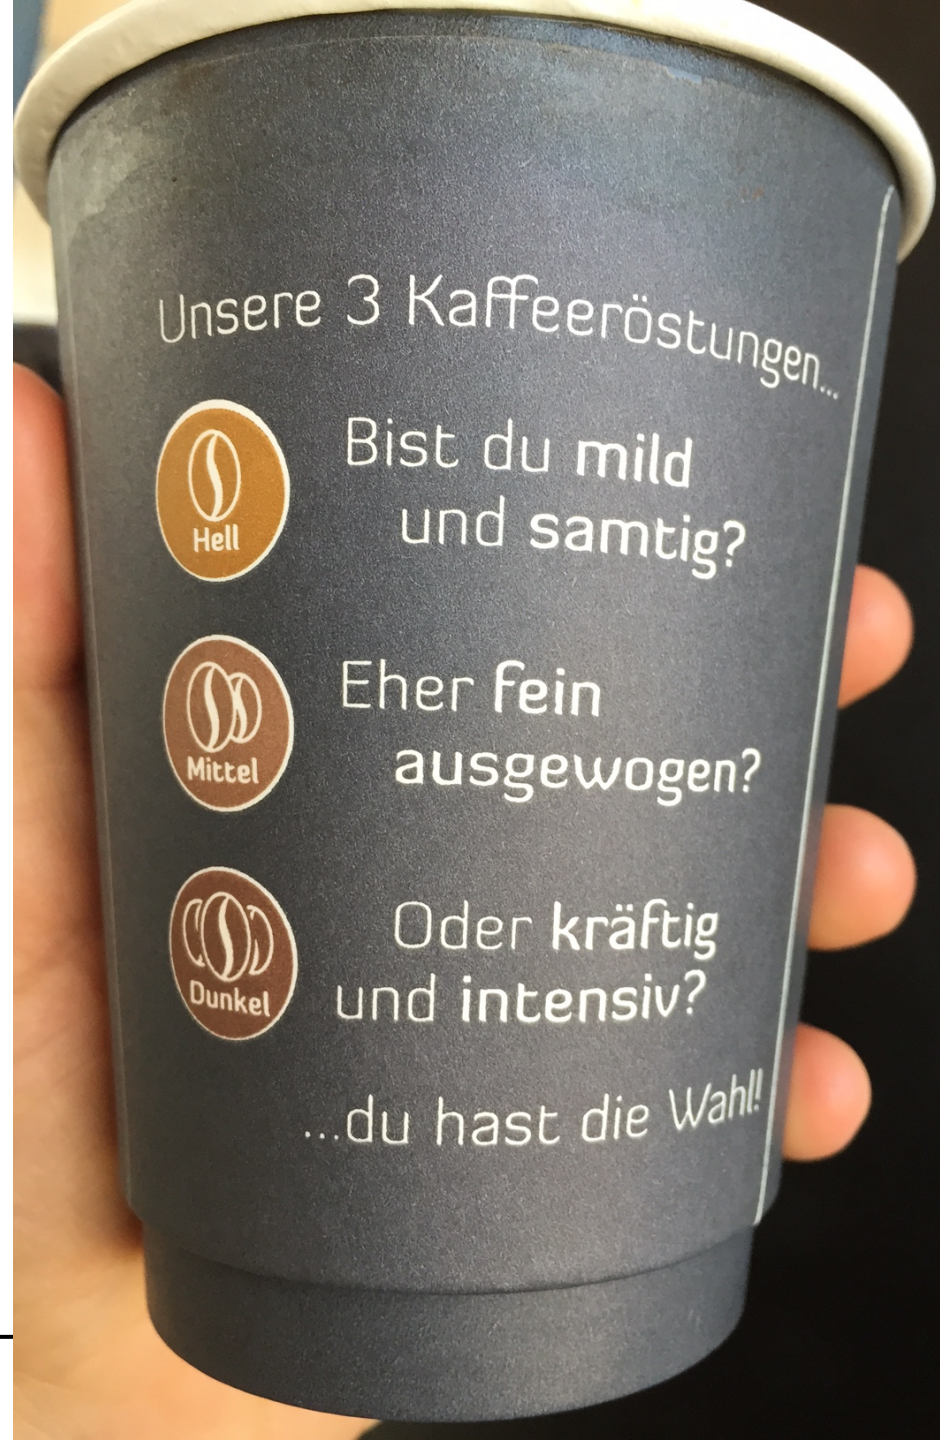 Unsere 3 Kaffeeröstungen...
Hell
Bist du mild
und samtig?
Mittel
Eher fein
ausgewogen?
Dunkel
Oder kräftig
und intensiv?
...du hast die Wahl!